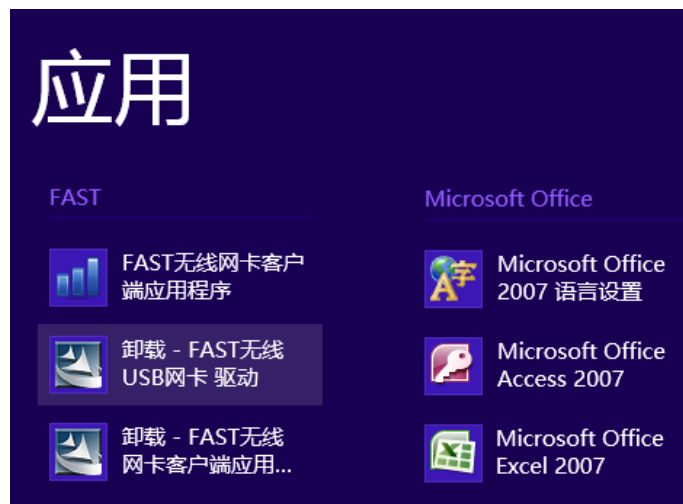 应用
FAST
FAST无线网卡客户
端应用程序
卸载 - FAST无线
USB网卡 驱动
卸载 - FAST无线
网卡客户端应用...
Microsoft Office
Microsoft Office
2007 语言设置
Microsoft Office
Access 2007
Microsoft Office
Excel 2007